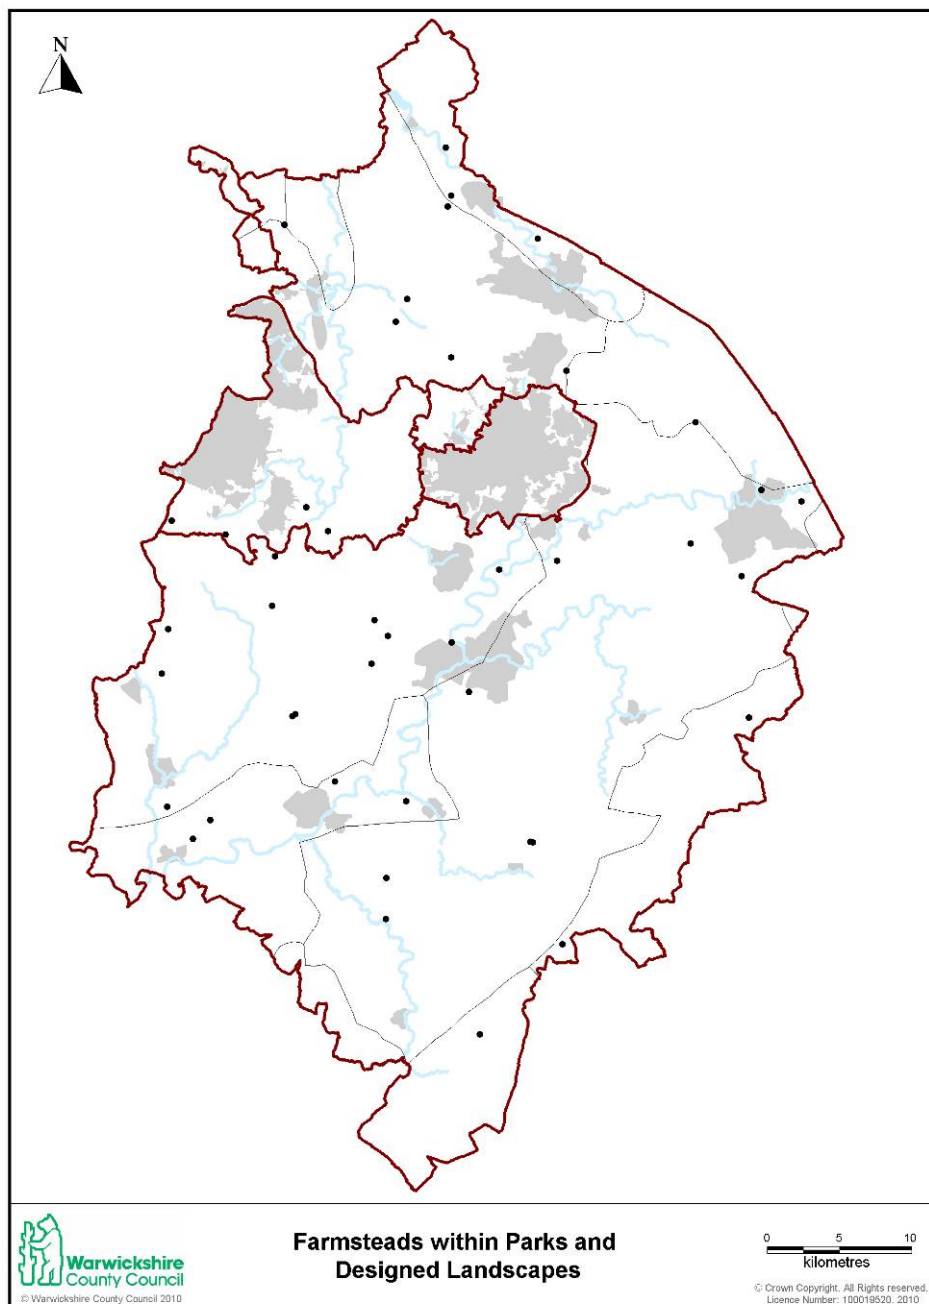 N
Warwickshire
County Council
© Warwickshire County Council 2010
Farmsteads within Parks and
Designed Landscapes
0 5 10
kilometres
© Crown Copyright. All Rights reserved.
Licence Number: 100019520. 2010